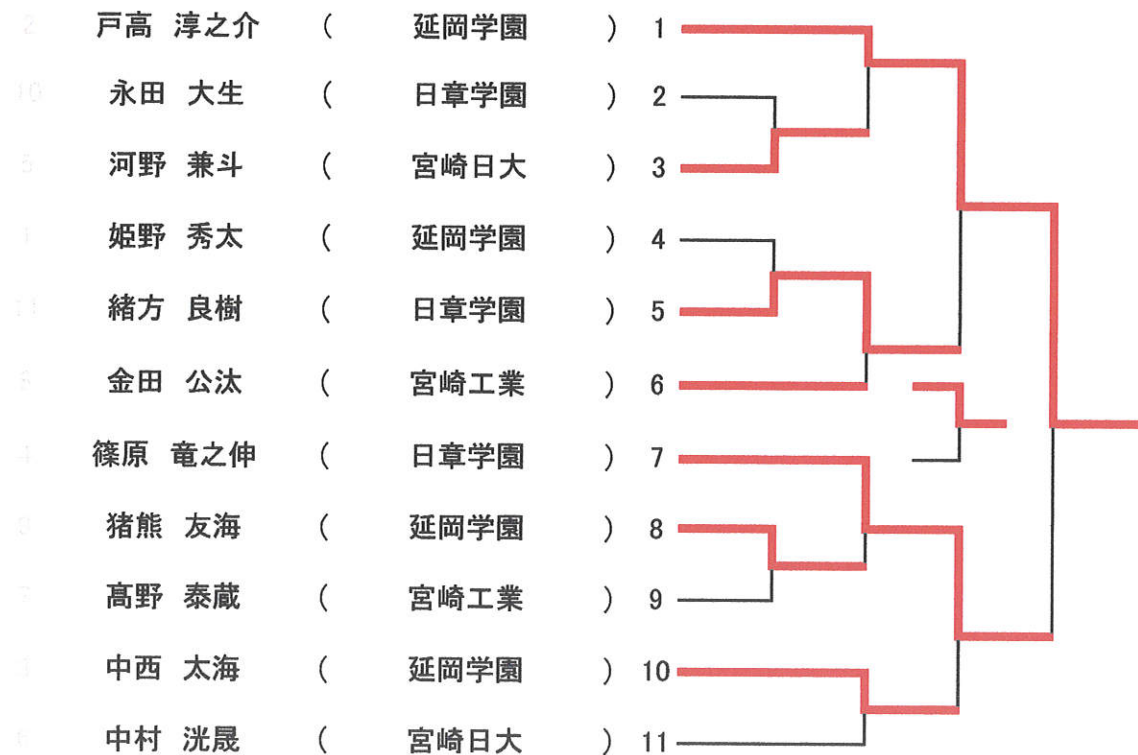 戸高 淳之介 ( 延岡学園 ) 1
永田 大生 ( 日章学園 ) 2
河野 兼斗 ( 宮崎日大 ) 3
姫野 秀太 ( 延岡学園 ) 4
緒方 良樹 ( 日章学園 ) 5
金田 公汰 ( 宮崎工業 ) 6
篠原 竜之伸 ( 日章学園 ) 7
猪熊 友海 ( 延岡学園 ) 8
髙野 泰蔵 ( 宮崎工業 ) 9
中西 太海 ( 延岡学園 ) 10
中村 洸晟 ( 宮崎日大 ) 11